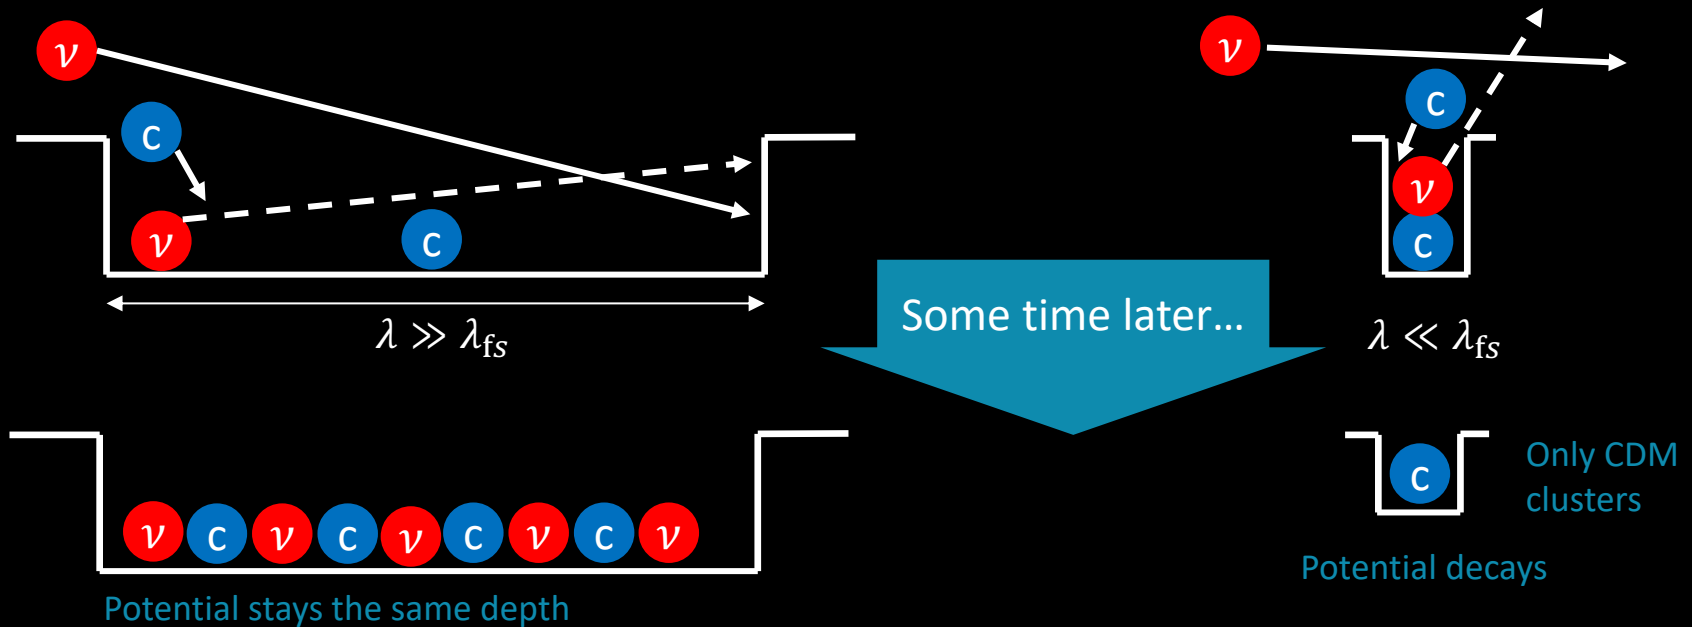 ν
ν
c
c
c
ν
ν
c
c
Some time later...
λ ≫ λfs
λ ≪ λfs
c
Only CDM
clusters
ν c ν c ν c ν c ν
Potential decays
Potential stays the same depth